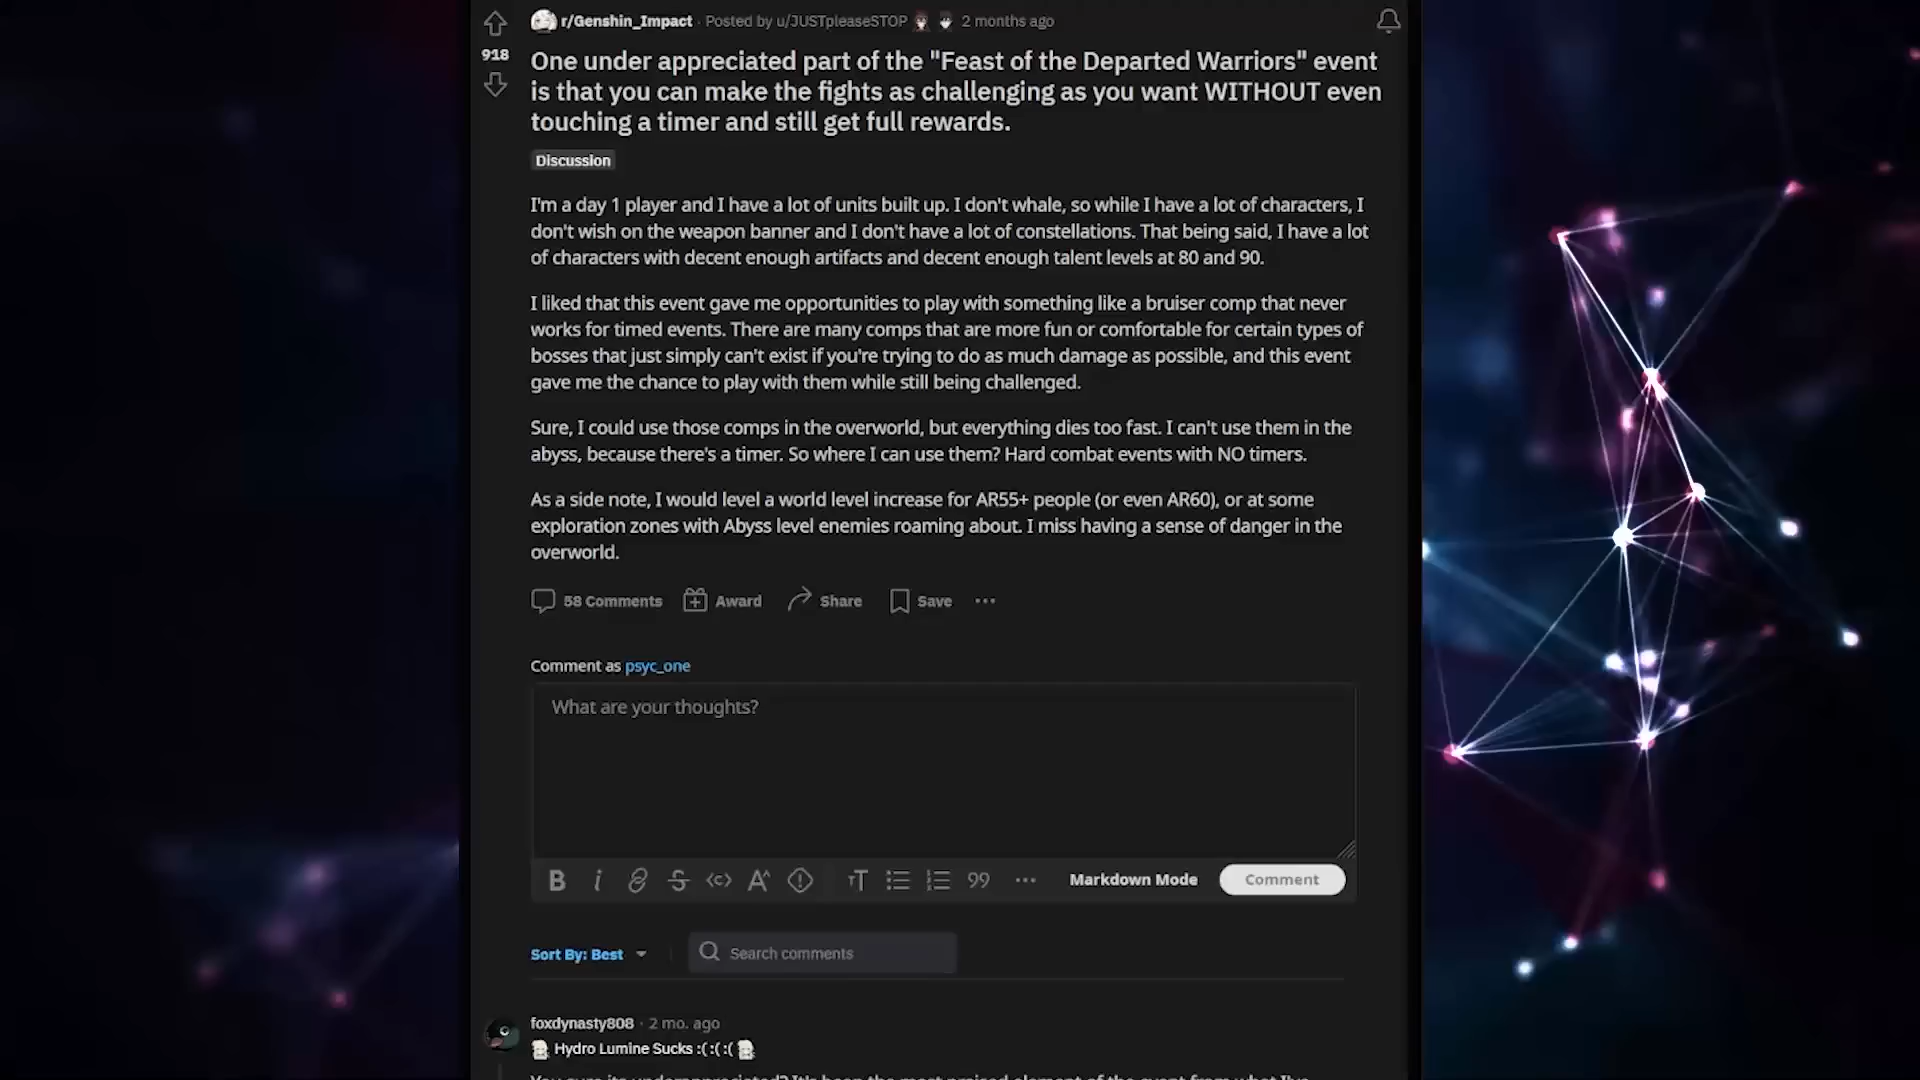 r/Genshin_Impact · Posted by u/JUSTpleaseSTOP 2 months ago
918
One under appreciated part of the "Feast of the Departed Warriors" event
is that you can make the fights as challenging as you want WITHOUT even
touching a timer and still get full rewards.
Discussion
I'm a day 1 player and I have a lot of units built up. I don't whale, so while I have a lot of characters, I
don't wish on the weapon banner and I don't have a lot of constellations. That being said, I have a lot
of characters with decent enough artifacts and decent enough talent levels at 80 and 90.
I liked that this event gave me opportunities to play with something like a bruiser comp that never
works for timed events. There are many comps that are more fun or comfortable for certain types of
bosses that just simply can't exist if you're trying to do as much damage as possible, and this event
gave me the chance to play with them while still being challenged.
Sure, I could use those comps in the overworld, but everything dies too fast. I can't use them in the
abyss, because there's a timer. So where I can use them? Hard combat events with NO timers.
As a side note, I would level a world level increase for AR55+ people (or even AR60), or at some
exploration zones with Abyss level enemies roaming about. I miss having a sense of danger in the
overworld.
58 Comments Award Share Save ...
Comment as psyc_one
What are your thoughts?
B i S <c> A TT 99 ... Markdown Mode Comment
Sort By: Best Search comments
foxdynasty808 · 2 mo. ago
Hydro Lumine Sucks :( :( :(